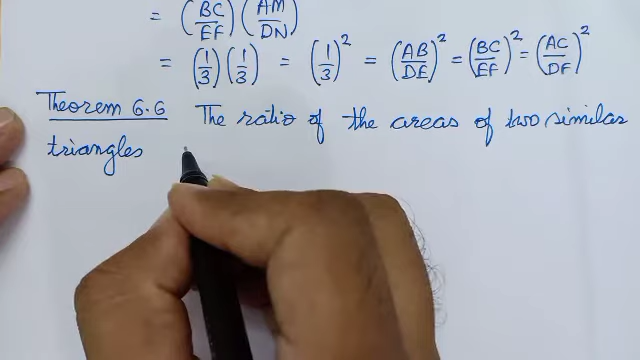 = (BC/EF) (AM/DN)
= (1/3) (1/3) = (1/3)² = (AB/DE)² = (BC/EF)² = (AC/DF)²
Theorem 6.6 The ratio of the areas of two similar
triangles